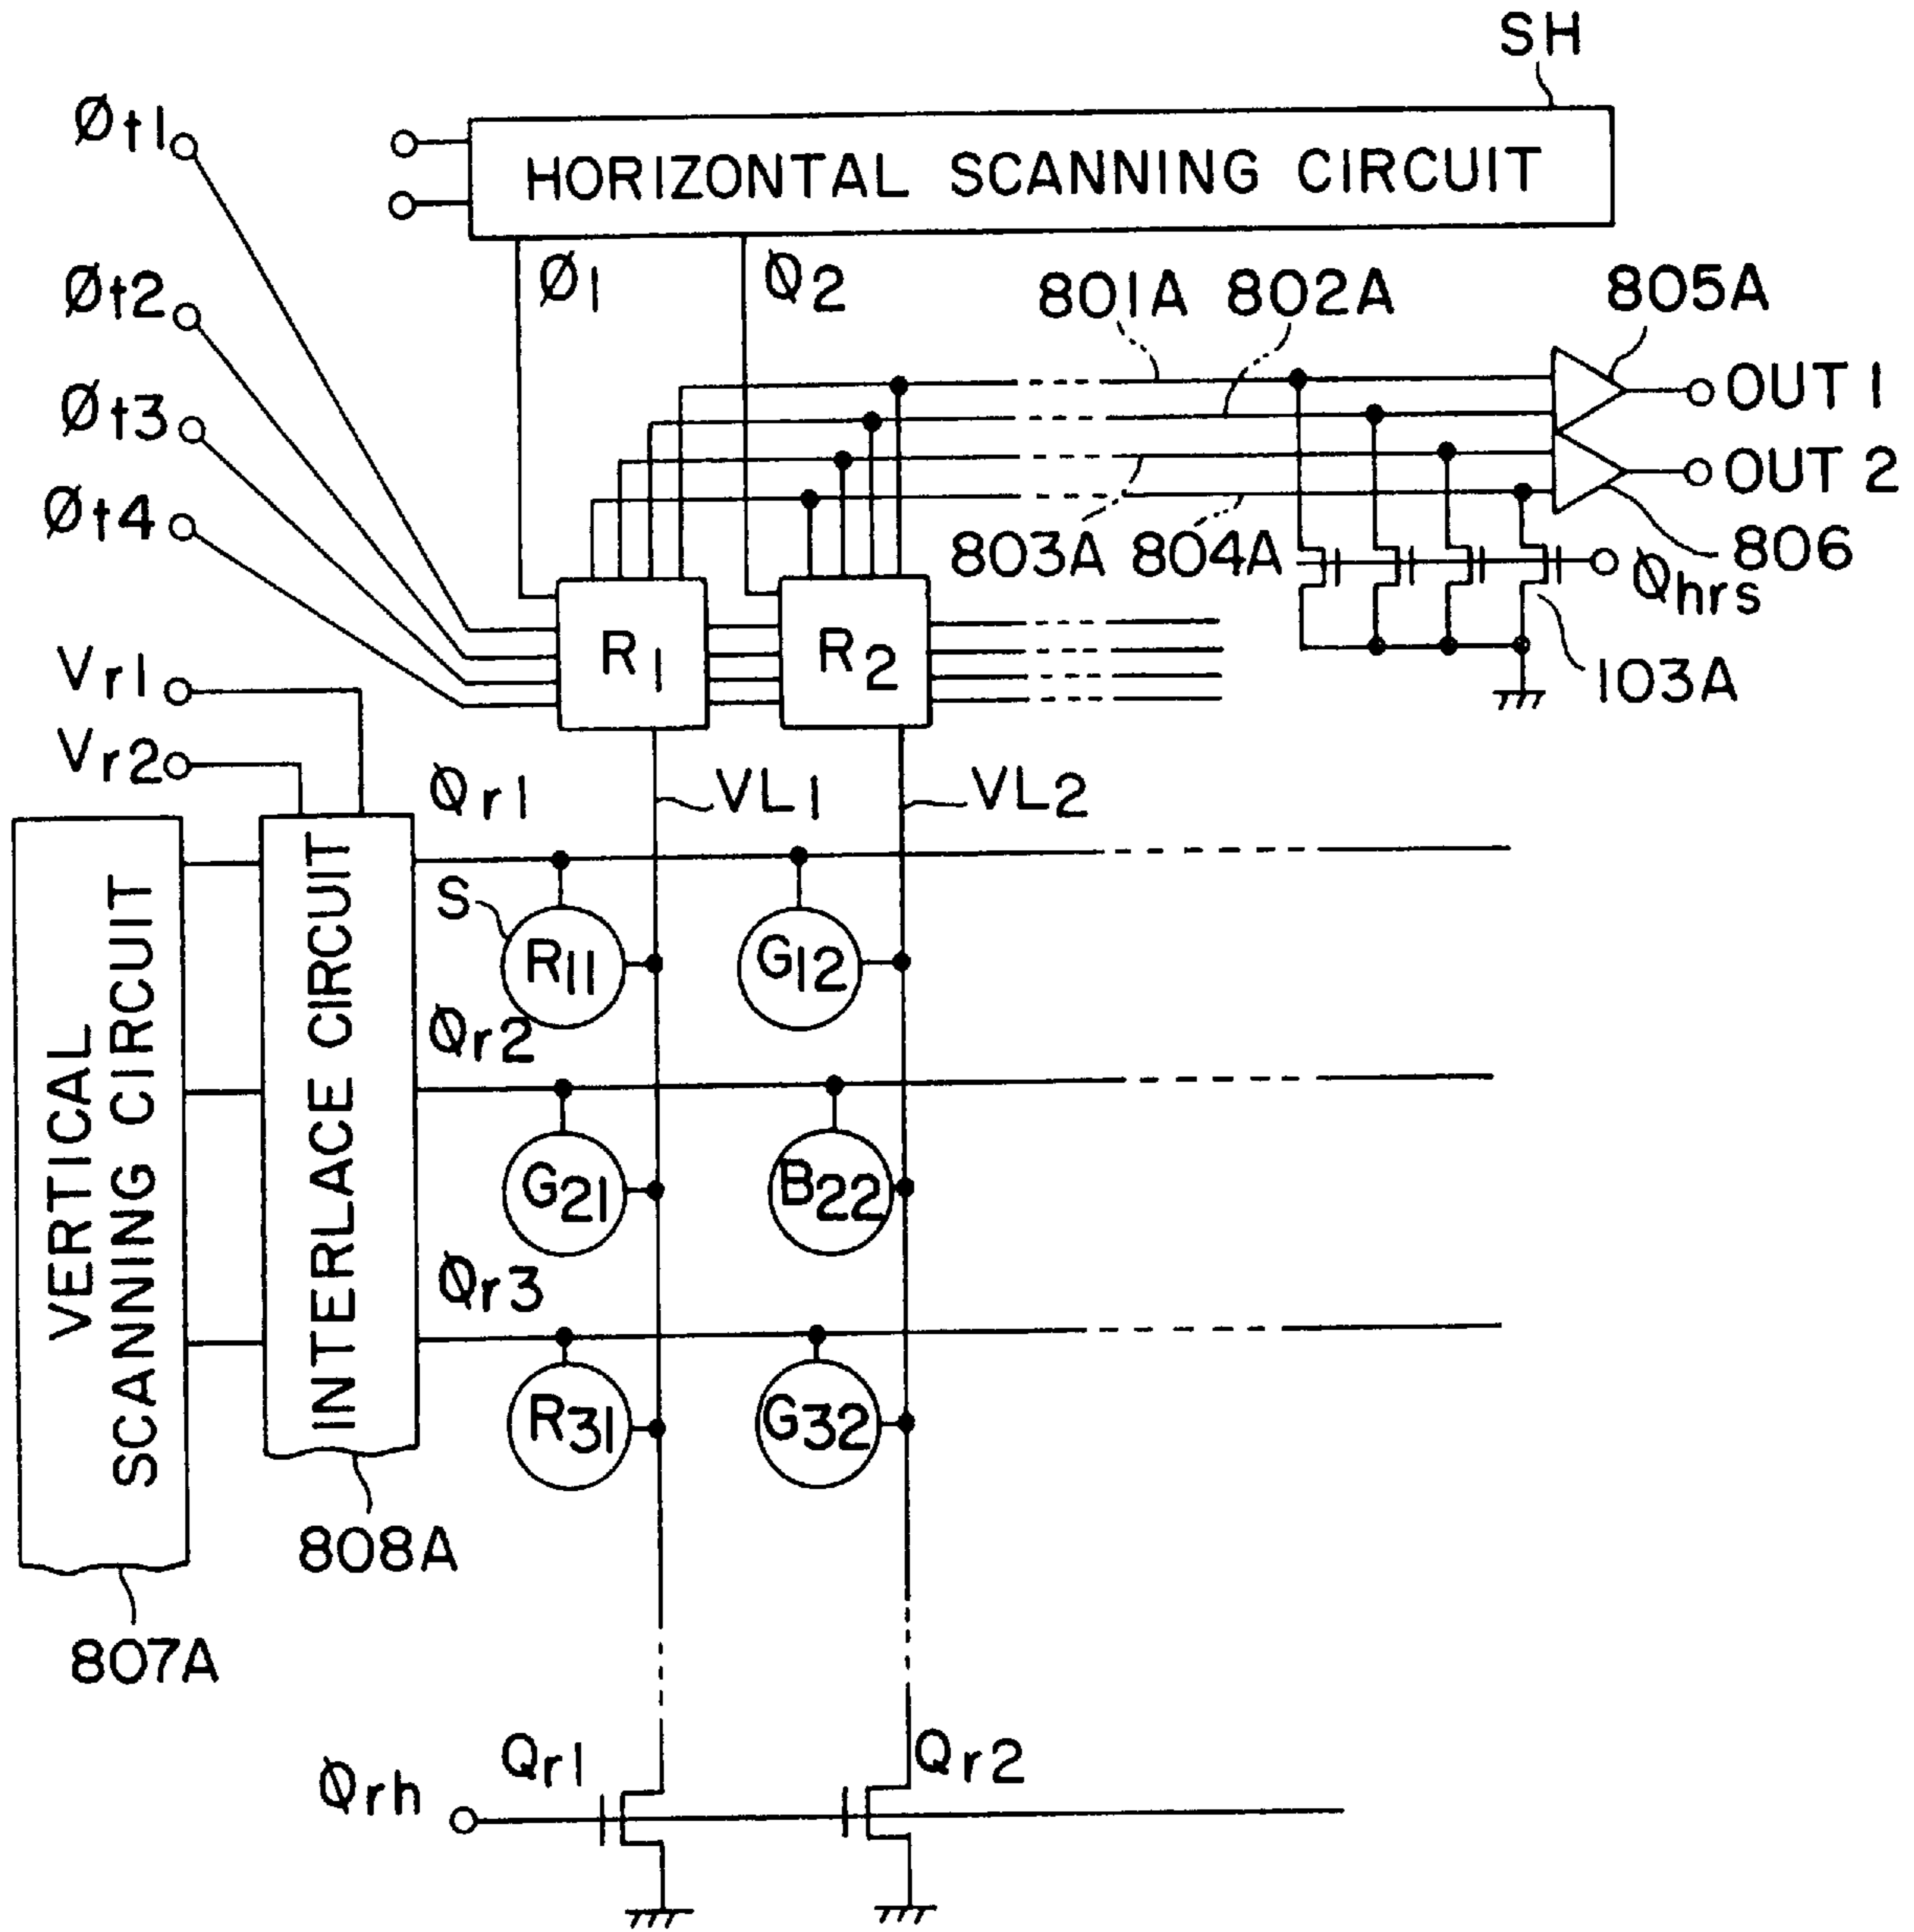 SH
Øt1
HORIZONTAL SCANNING CIRCUIT
Ø1
Ø2
Øt2
801A
802A
805A
OUT 1
Øt3
OUT 2
Øt4
803A
804A
806
Øhrs
R1
R2
103A
Vr1
Vr2
Ør1
VL1
VL2
S
R11
G12
Ør2
VERTICAL
SCANNING CIRCUIT
INTERLACE CIRCUIT
G21
B22
Ør3
R31
G32
808A
807A
Qr1
Qr2
Ørh